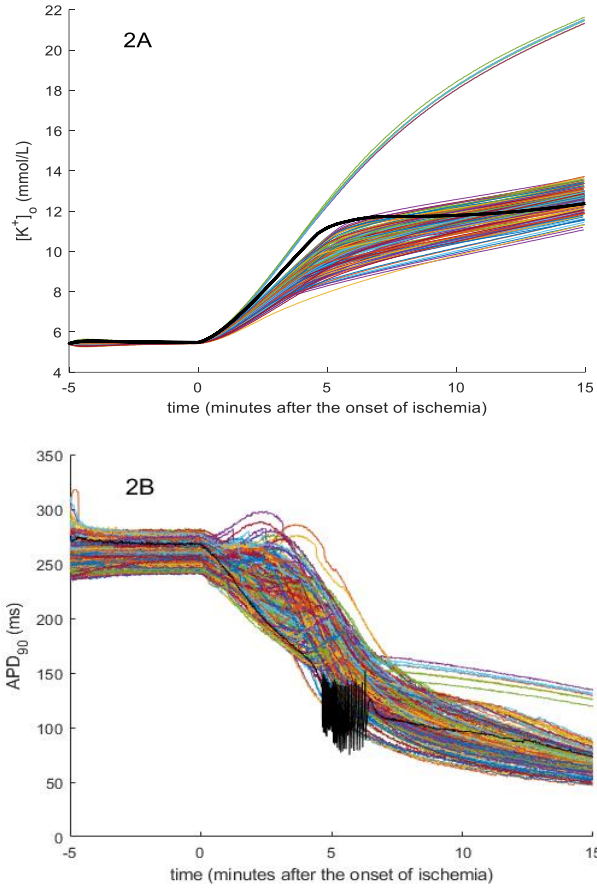 22
20
18
16
14
12
10
8
6
4
2A
[K⁺]ₒ (mmol/L)
-5 0 5 10 15
time (minutes after the onset of ischemia)
350
300
250
200
150
100
50
0
2B
APD₉₀ (ms)
-5 0 5 10 15
time (minutes after the onset of ischemia)